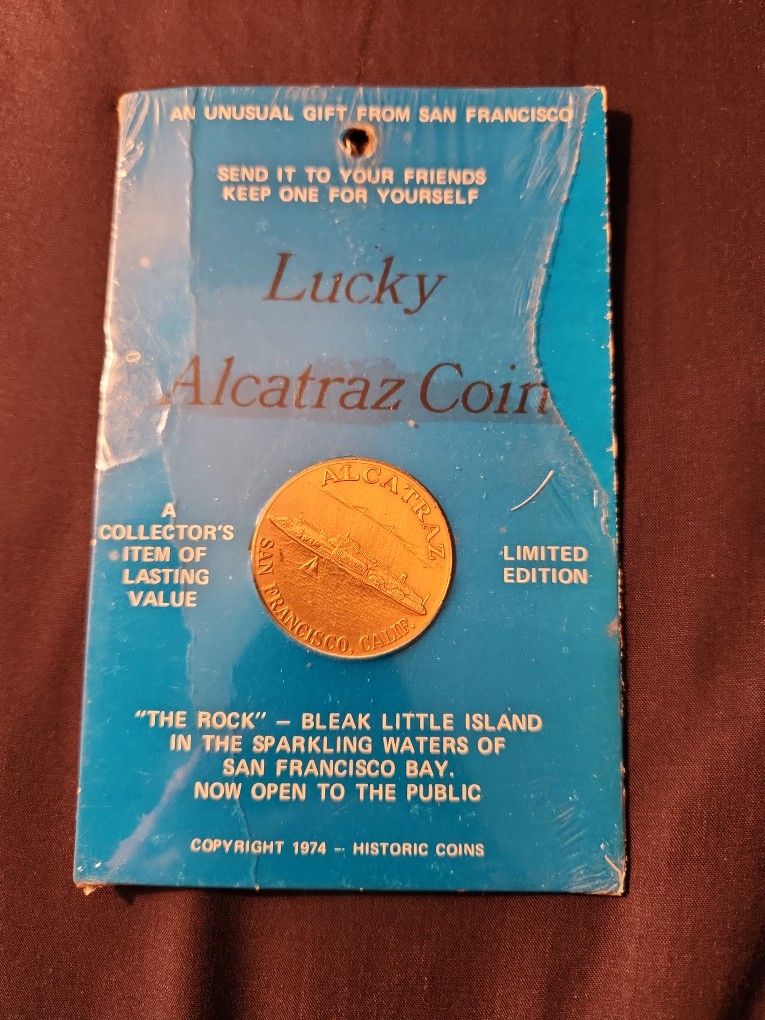 AN UNUSUAL GIFT FROM SAN FRANCISCO
SEND IT TO YOUR FRIENDS
KEEP ONE FOR YOURSELF
Lucky
Alcatraz Coin
ALCATRAZ
SAN FRANCISCO, CALIF.
A
COLLECTOR'S
ITEM OF
LASTING
VALUE
LIMITED
EDITION
"THE ROCK" – BLEAK LITTLE ISLAND
IN THE SPARKLING WATERS OF
SAN FRANCISCO BAY.
NOW OPEN TO THE PUBLIC
COPYRIGHT 1974 – HISTORIC COINS